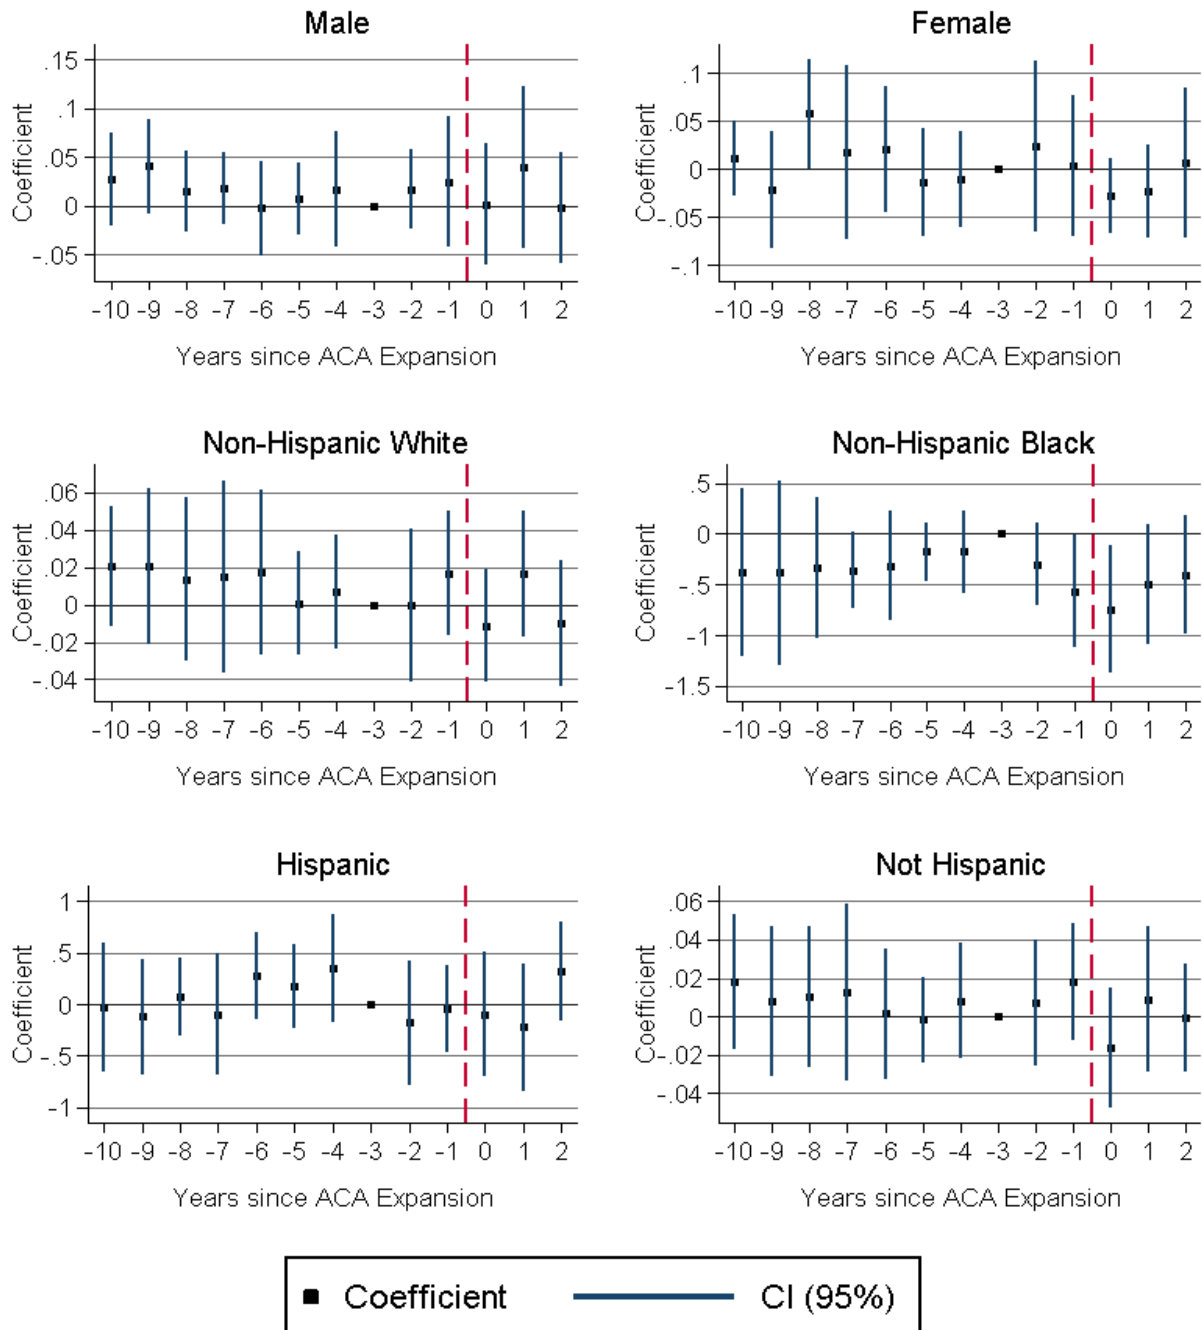 Male
Coefficient
.15
.1
.05
0
-.05
-10 -9 -8 -7 -6 -5 -4 -3 -2 -1 0 1 2
Years since ACA Expansion
Female
Coefficient
.1
.05
0
-.05
-.1
-10 -9 -8 -7 -6 -5 -4 -3 -2 -1 0 1 2
Years since ACA Expansion
Non-Hispanic White
Coefficient
.06
.04
.02
0
-.02
-.04
-10 -9 -8 -7 -6 -5 -4 -3 -2 -1 0 1 2
Years since ACA Expansion
Non-Hispanic Black
Coefficient
.5
0
-.5
-1
-1.5
-10 -9 -8 -7 -6 -5 -4 -3 -2 -1 0 1 2
Years since ACA Expansion
Hispanic
Coefficient
1
.5
0
-.5
-1
-10 -9 -8 -7 -6 -5 -4 -3 -2 -1 0 1 2
Years since ACA Expansion
Not Hispanic
Coefficient
.06
.04
.02
0
-.02
-.04
-10 -9 -8 -7 -6 -5 -4 -3 -2 -1 0 1 2
Years since ACA Expansion
Coefficient CI (95%)